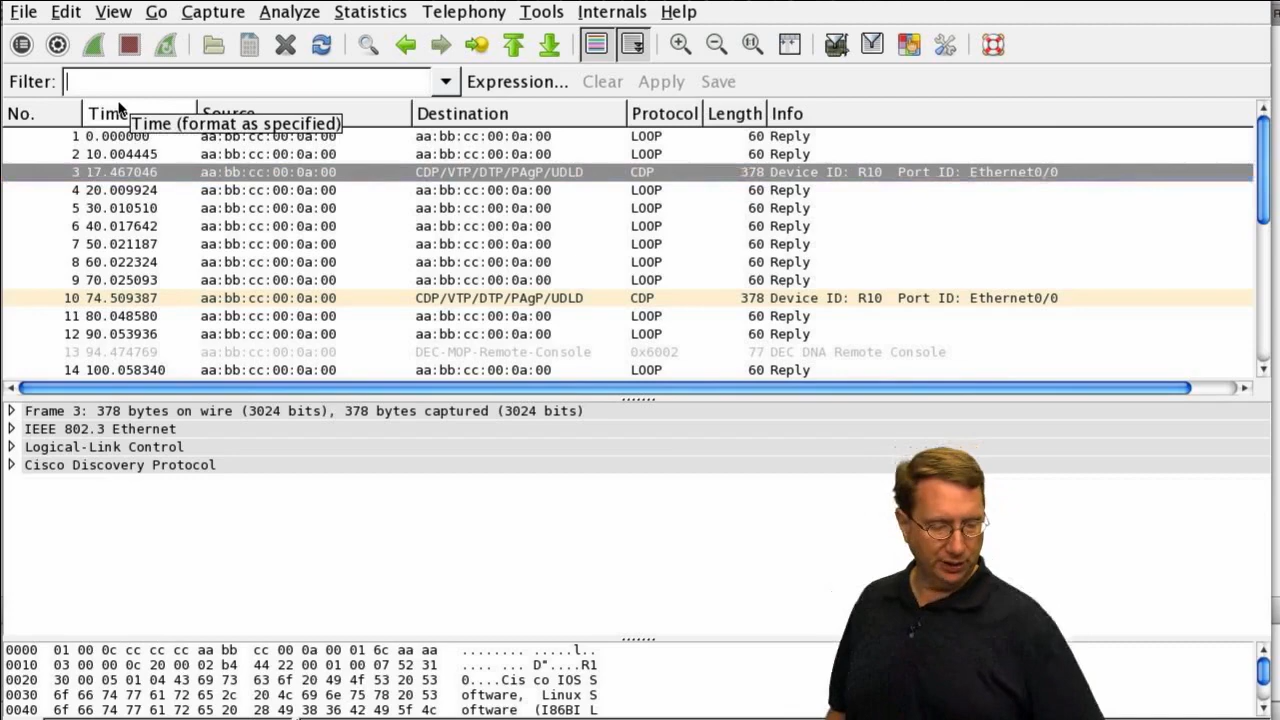 File Edit View Go Capture Analyze Statistics Telephony Tools Internals Help
Filter: Expression... Clear Apply Save
No. Time Source Destination Protocol Length Info
Time (format as specified)
1 0.000000 aa:bb:cc:00:0a:00 aa:bb:cc:00:0a:00 LOOP 60 Reply
2 10.004445 aa:bb:cc:00:0a:00 aa:bb:cc:00:0a:00 LOOP 60 Reply
3 17.467046 aa:bb:cc:00:0a:00 CDP/VTP/DTP/PAgP/UDLD CDP 378 Device ID: R10 Port ID: Ethernet0/0
4 20.009924 aa:bb:cc:00:0a:00 aa:bb:cc:00:0a:00 LOOP 60 Reply
5 30.010510 aa:bb:cc:00:0a:00 aa:bb:cc:00:0a:00 LOOP 60 Reply
6 40.017642 aa:bb:cc:00:0a:00 aa:bb:cc:00:0a:00 LOOP 60 Reply
7 50.021187 aa:bb:cc:00:0a:00 aa:bb:cc:00:0a:00 LOOP 60 Reply
8 60.022324 aa:bb:cc:00:0a:00 aa:bb:cc:00:0a:00 LOOP 60 Reply
9 70.025093 aa:bb:cc:00:0a:00 aa:bb:cc:00:0a:00 LOOP 60 Reply
10 74.509387 aa:bb:cc:00:0a:00 CDP/VTP/DTP/PAgP/UDLD CDP 378 Device ID: R10 Port ID: Ethernet0/0
11 80.048580 aa:bb:cc:00:0a:00 aa:bb:cc:00:0a:00 LOOP 60 Reply
12 90.053936 aa:bb:cc:00:0a:00 aa:bb:cc:00:0a:00 LOOP 60 Reply
13 94.474769 aa:bb:cc:00:0a:00 DEC-MOP-Remote-Console 0x6002 77 DEC DNA Remote Console
14 100.058340 aa:bb:cc:00:0a:00 aa:bb:cc:00:0a:00 LOOP 60 Reply
Frame 3: 378 bytes on wire (3024 bits), 378 bytes captured (3024 bits)
IEEE 802.3 Ethernet
Logical-Link Control
Cisco Discovery Protocol
0000 01 00 0c cc cc cc aa bb cc 00 0a 00 01 6c aa aa ........ .....l..
0010 03 00 00 0c 20 00 02 b4 44 22 00 01 00 07 52 31 .... ... D"....R1
0020 30 00 05 01 04 43 69 73 63 6f 20 49 4f 53 20 53 0....Cis co IOS S
0030 6f 66 74 77 61 72 65 2c 20 4c 69 6e 75 78 20 53 oftware, Linux S
0040 6f 66 74 77 61 72 65 20 28 49 38 36 42 49 5f 4c oftware (I86BI_L